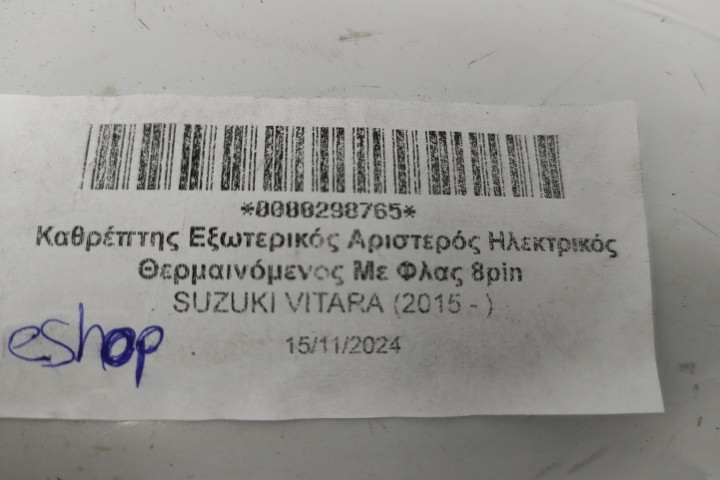 *0000298765*
Καθρέπτης Εξωτερικός Αριστερός Ηλεκτρικός
Θερμαινόμενος Με Φλας 8pin
SUZUKI VITARA (2015 - )
eshop
15/11/2024